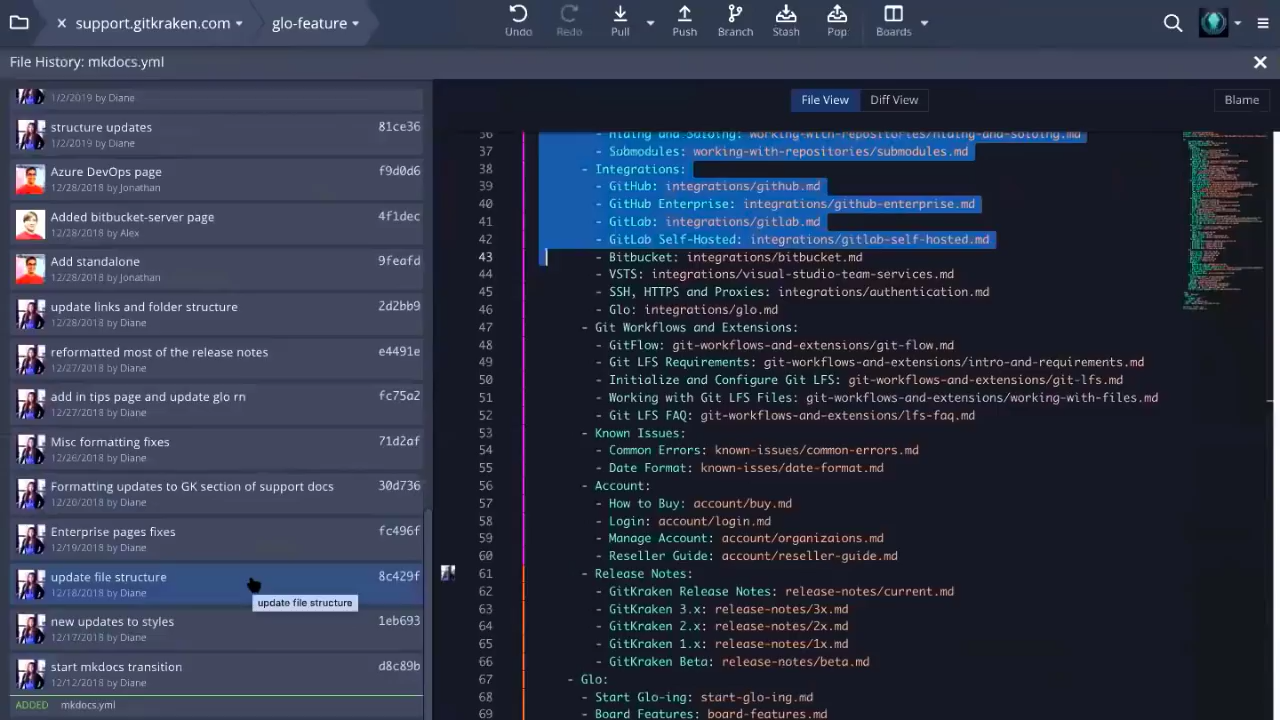 support.gitkraken.com
glo-feature
Undo
Redo
Pull
Push
Branch
Stash
Pop
Boards
File History: mkdocs.yml
File View
Diff View
Blame
1/2/2019 by Diane
structure updates
81ce36
1/2/2019 by Diane
Azure DevOps page
f9d0d6
12/28/2018 by Jonathan
Added bitbucket-server page
4f1dec
12/28/2018 by Alex
Add standalone
9feafd
12/28/2018 by Jonathan
update links and folder structure
2d2bb9
12/28/2018 by Diane
reformatted most of the release notes
e4491e
12/27/2018 by Diane
add in tips page and update glo rn
fc75a2
12/27/2018 by Diane
Misc formatting fixes
71d2af
12/26/2018 by Diane
Formatting updates to GK section of support docs
30d736
12/20/2018 by Diane
Enterprise pages fixes
fc496f
12/19/2018 by Diane
update file structure
8c429f
12/18/2018 by Diane
update file structure
new updates to styles
1eb693
12/17/2018 by Diane
start mkdocs transition
d8c89b
12/12/2018 by Diane
ADDED mkdocs.yml
36 - Hiding and Soloing: working-with-repositories/hiding-and-soloing.md
37 - Submodules: working-with-repositories/submodules.md
38 - Integrations:
39 - GitHub: integrations/github.md
40 - GitHub Enterprise: integrations/github-enterprise.md
41 - GitLab: integrations/gitlab.md
42 - GitLab Self-Hosted: integrations/gitlab-self-hosted.md
43 - Bitbucket: integrations/bitbucket.md
44 - VSTS: integrations/visual-studio-team-services.md
45 - SSH, HTTPS and Proxies: integrations/authentication.md
46 - Glo: integrations/glo.md
47 - Git Workflows and Extensions:
48 - GitFlow: git-workflows-and-extensions/git-flow.md
49 - Git LFS Requirements: git-workflows-and-extensions/intro-and-requirements.md
50 - Initialize and Configure Git LFS: git-workflows-and-extensions/git-lfs.md
51 - Working with Git LFS Files: git-workflows-and-extensions/working-with-files.md
52 - Git LFS FAQ: git-workflows-and-extensions/lfs-faq.md
53 - Known Issues:
54 - Common Errors: known-issues/common-errors.md
55 - Date Format: known-isses/date-format.md
56 - Account:
57 - How to Buy: account/buy.md
58 - Login: account/login.md
59 - Manage Account: account/organizaions.md
60 - Reseller Guide: account/reseller-guide.md
61 - Release Notes:
62 - GitKraken Release Notes: release-notes/current.md
63 - GitKraken 3.x: release-notes/3x.md
64 - GitKraken 2.x: release-notes/2x.md
65 - GitKraken 1.x: release-notes/1x.md
66 - GitKraken Beta: release-notes/beta.md
67 - Glo:
68 - Start Glo-ing: start-glo-ing.md
69 - Board Features: board-features.md